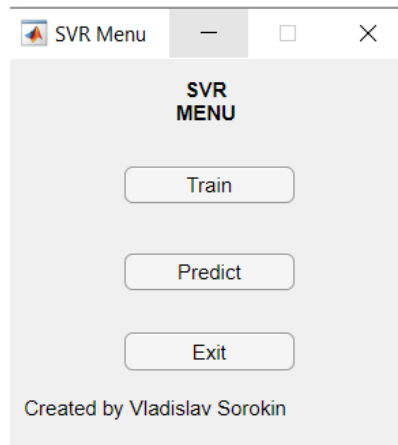 SVR Menu
SVR
MENU
Train
Predict
Exit
Created by Vladislav Sorokin